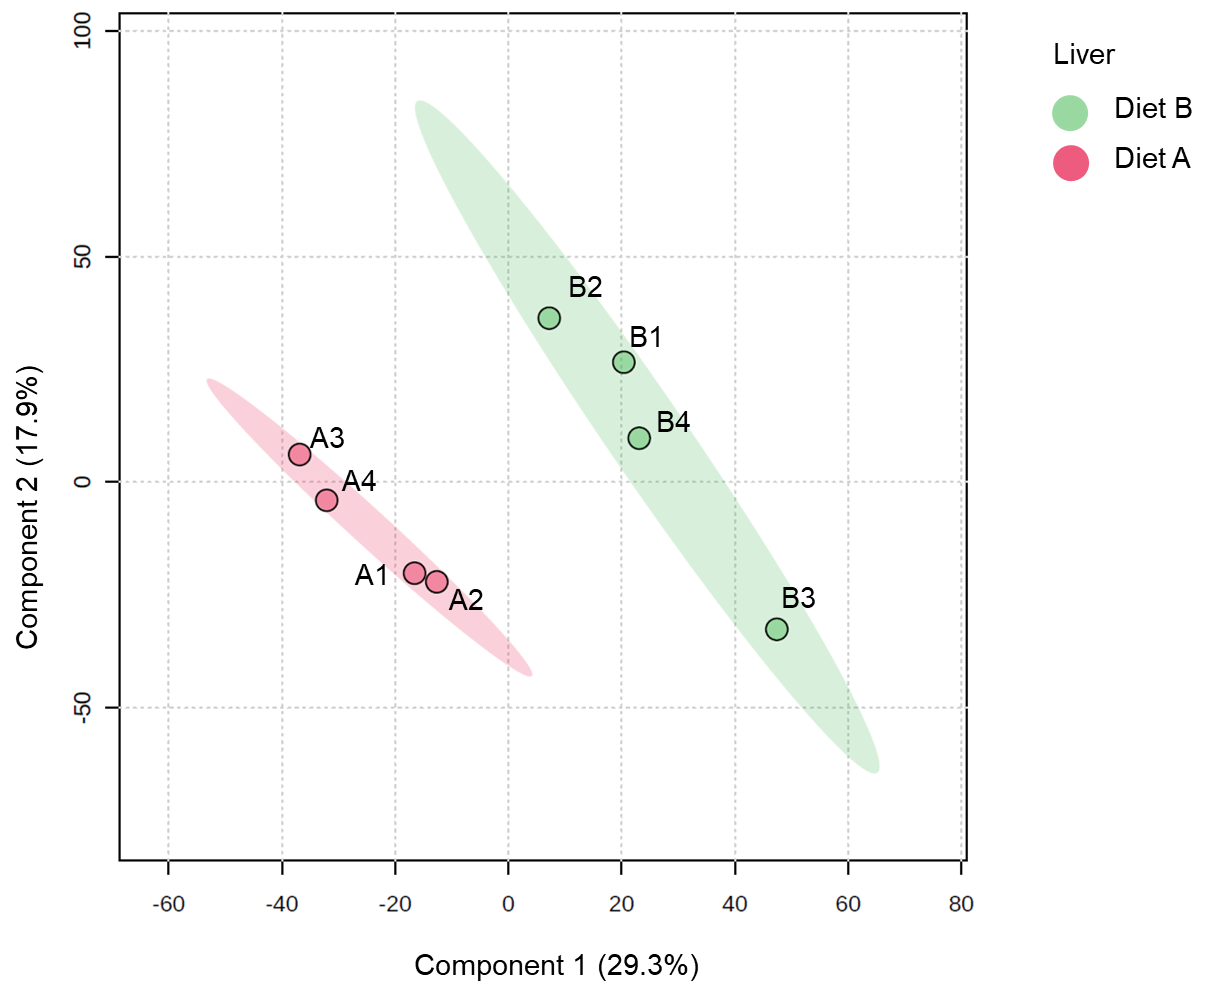 Liver
Diet B
Diet A
100
50
0
-50
Component 2 (17.9%)
B2
B1
B4
B3
A3
A4
A1
A2
-60 -40 -20 0 20 40 60 80
Component 1 (29.3%)